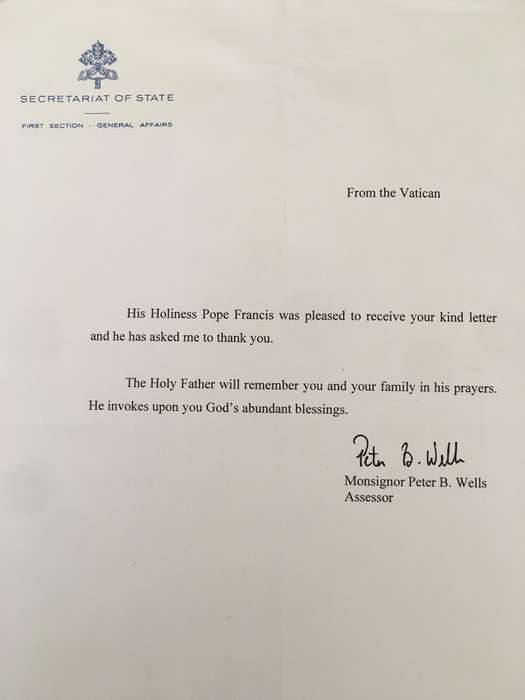 SECRETARIAT OF STATE
FIRST SECTION - GENERAL AFFAIRS
From the Vatican
His Holiness Pope Francis was pleased to receive your kind letter
and he has asked me to thank you.
The Holy Father will remember you and your family in his prayers.
He invokes upon you God's abundant blessings.
Peter B. Wells
Monsignor Peter B. Wells
Assessor